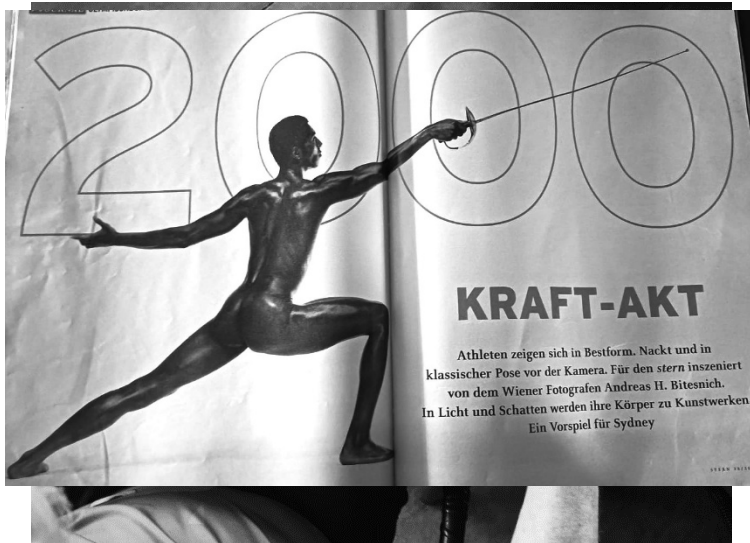 2000
KRAFT-AKT
Athleten zeigen sich in Bestform. Nackt und in
klassischer Pose vor der Kamera. Für den stern inszeniert
von dem Wiener Fotografen Andreas H. Bitesnich.
In Licht und Schatten werden ihre Körper zu Kunstwerken
Ein Vorspiel für Sydney
STERN